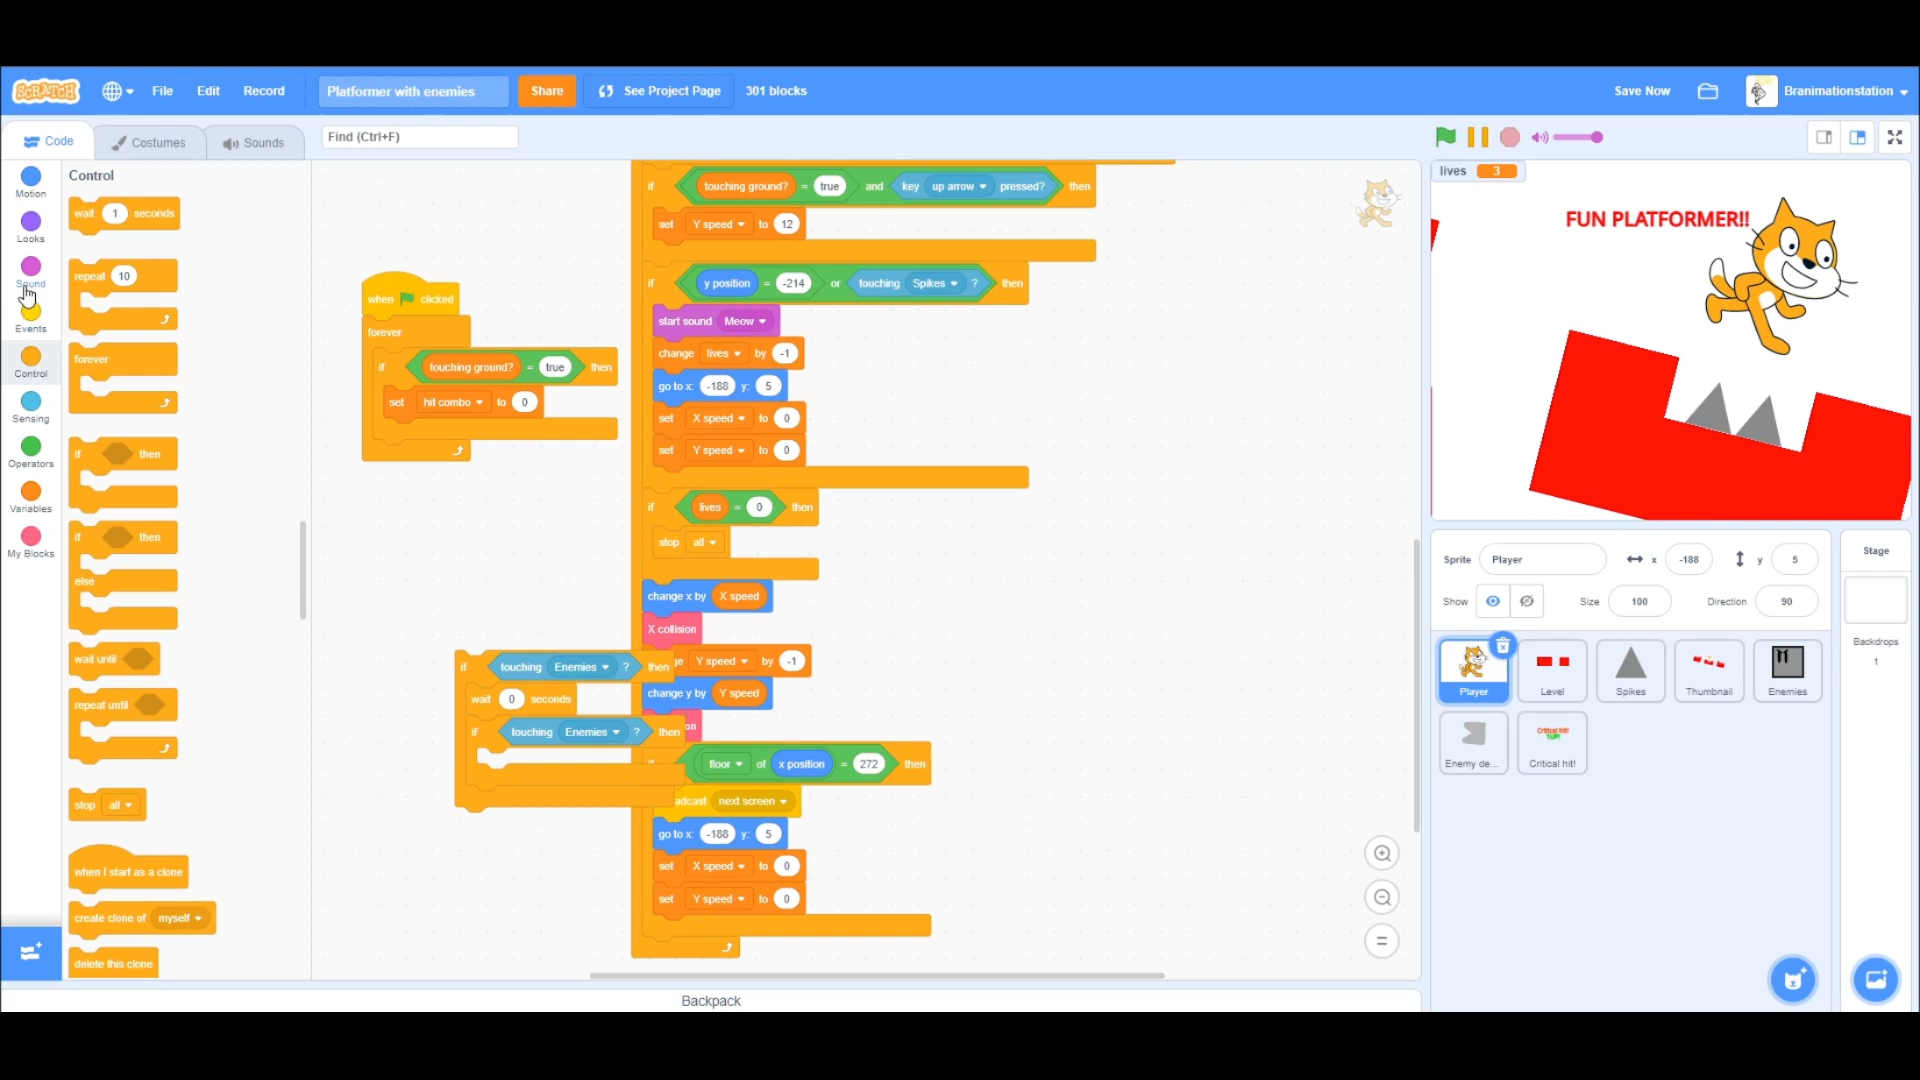 SCRATCH File Edit Record Platformer with enemies Share See Project Page 301 blocks Save Now Branimationstation
Code Costumes Sounds Find (Ctrl+F)
Motion
Looks
Sound
Events
Control
Sensing
Operators
Variables
My Blocks
Control
wait 1 seconds
repeat 10
forever
if then
if then
else
wait until
repeat until
stop all
when I start as a clone
create clone of myself
delete this clone
when clicked
forever
if touching ground? = true then
set hit combo to 0
if touching Enemies ? then
wait 0 seconds
if touching Enemies ? then
if touching ground? = true and key up arrow pressed? then
set Y speed to 12
if y position = -214 or touching Spikes ? then
start sound Meow
change lives by -1
go to x: -188 y: 5
set X speed to 0
set Y speed to 0
if lives = 0 then
stop all
change x by X speed
X collision
Y speed by -1
change y by Y speed
floor of x position = 272 then
next screen
go to x: -188 y: 5
set X speed to 0
set Y speed to 0
Backpack
lives 3
FUN PLATFORMER!!
Sprite Player x -188 y 5
Show Size 100 Direction 90
Player Level Spikes Thumbnail Enemies
Enemy de... Critical hit!
Critical hit!
1UP!
Stage
Backdrops
1